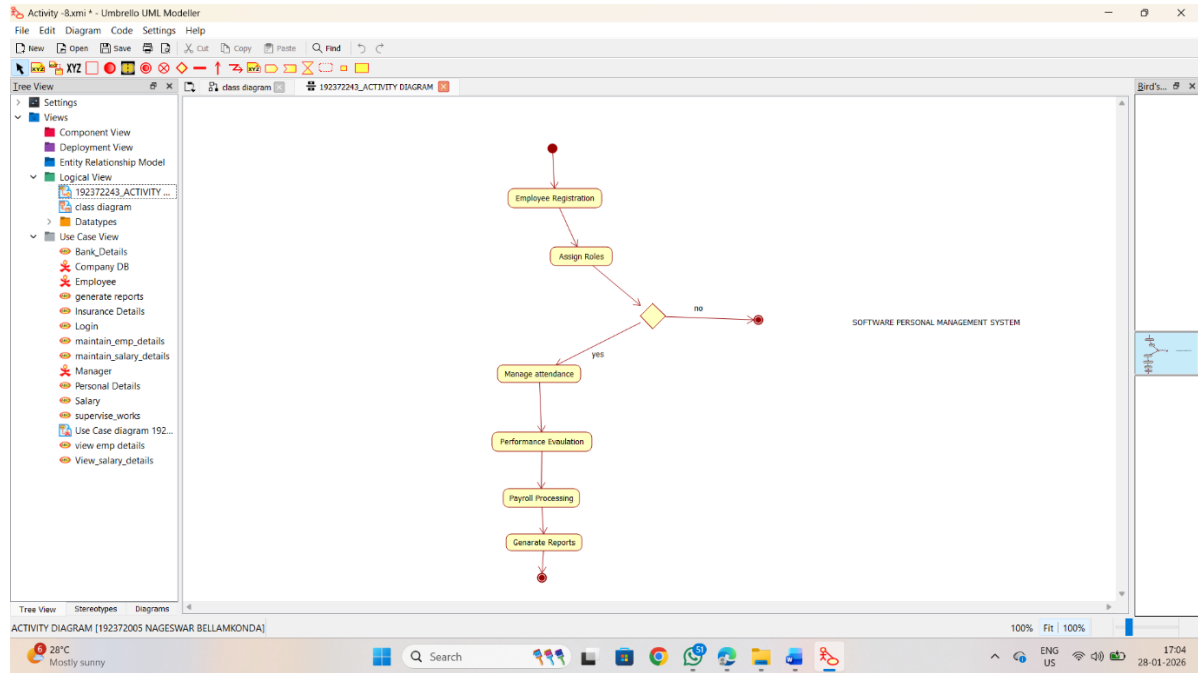 Activity -8.xmi * - Umbrello UML Modeller
File Edit Diagram Code Settings Help
New Open Save Cut Copy Paste Find
XYZ XYZ XYZ
Tree View
class diagram
192372243_ACTIVITY DIAGRAM
Bird's...
Settings
Views
Component View
Deployment View
Entity Relationship Model
Logical View
192372243_ACTIVITY ...
class diagram
Datatypes
Use Case View
Bank_Details
Company DB
Employee
generate reports
Insurance Details
Login
maintain_emp_details
maintain_salary_details
Manager
Personal Details
Salary
supervise_works
Use Case diagram 192...
view emp details
View_salary_details
Employee Registration
Assign Roles
no
SOFTWARE PERSONAL MANAGEMENT SYSTEM
yes
Manage attendance
Performance Evaulation
Payroll Processing
Genarate Reports
Tree View Stereotypes Diagrams
ACTIVITY DIAGRAM [192372005 NAGESWAR BELLAMKONDA]
100% Fit 100%
6
28°C
Mostly sunny
Search
51
ENG
US
17:04
28-01-2026